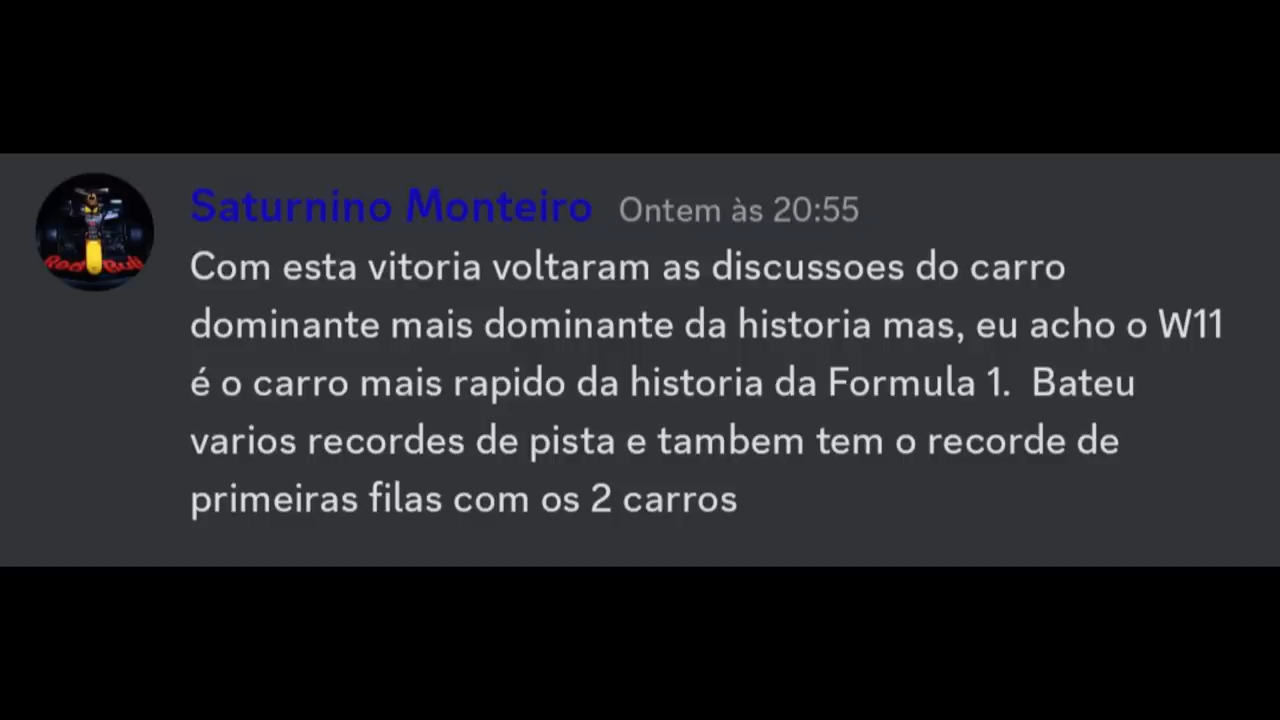 Saturnino Monteiro Ontem às 20:55
Com esta vitoria voltaram as discussoes do carro
dominante mais dominante da historia mas, eu acho o W11
é o carro mais rapido da historia da Formula 1.  Bateu
varios recordes de pista e tambem tem o recorde de
primeiras filas com os 2 carros
Red Bull